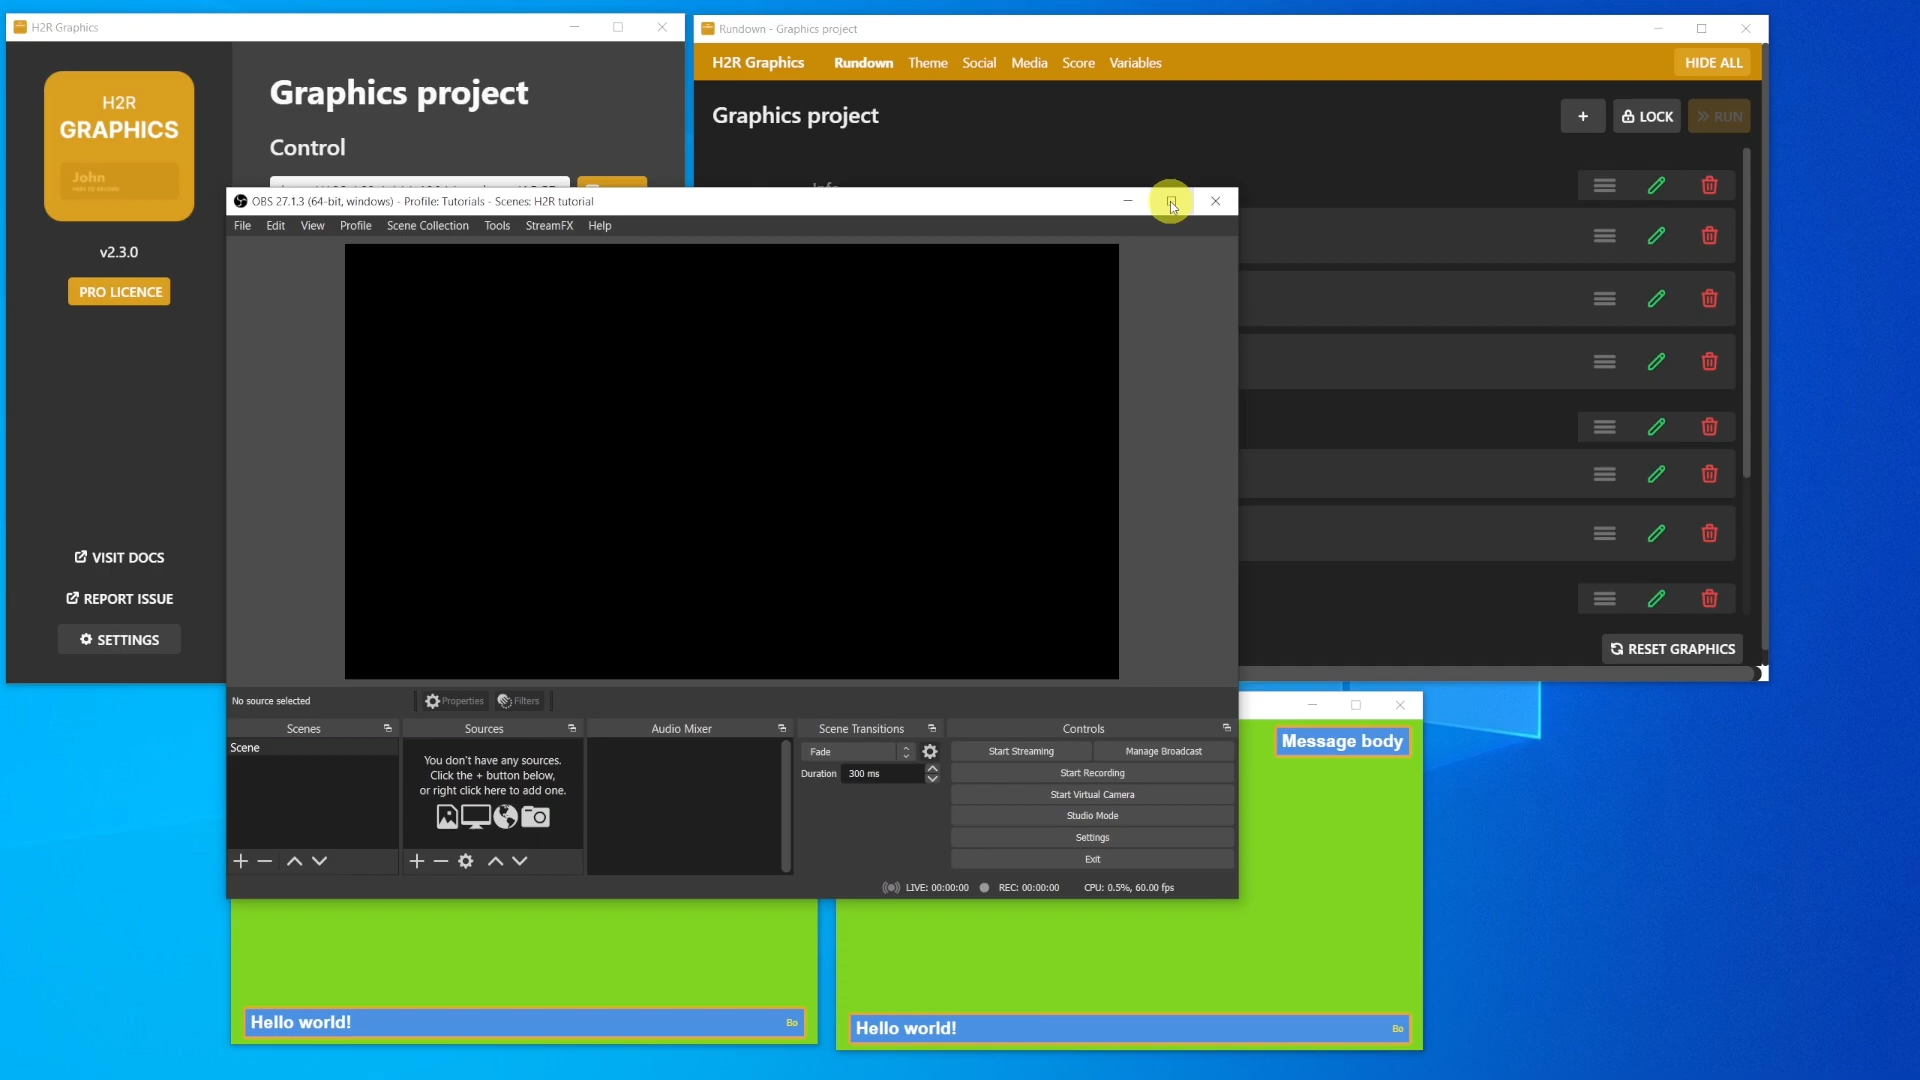 H2R Graphics
H2R
GRAPHICS
John
v2.3.0
PRO LICENCE
VISIT DOCS
REPORT ISSUE
SETTINGS
Graphics project
Control
Rundown - Graphics project
H2R Graphics
Rundown
Theme
Social
Media
Score
Variables
HIDE ALL
Graphics project
+
LOCK
RUN
RESET GRAPHICS
OBS 27.1.3 (64-bit, windows) - Profile: Tutorials - Scenes: H2R tutorial
File
Edit
View
Profile
Scene Collection
Tools
StreamFX
Help
No source selected
Properties
Filters
Scenes
Scene
Sources
You don't have any sources.
Click the + button below,
or right click here to add one.
Audio Mixer
Scene Transitions
Fade
Duration
300 ms
Controls
Start Streaming
Manage Broadcast
Start Recording
Start Virtual Camera
Studio Mode
Settings
Exit
LIVE: 00:00:00
REC: 00:00:00
CPU: 0.5%, 60.00 fps
Message body
Hello world!
Bo
Hello world!
Bo